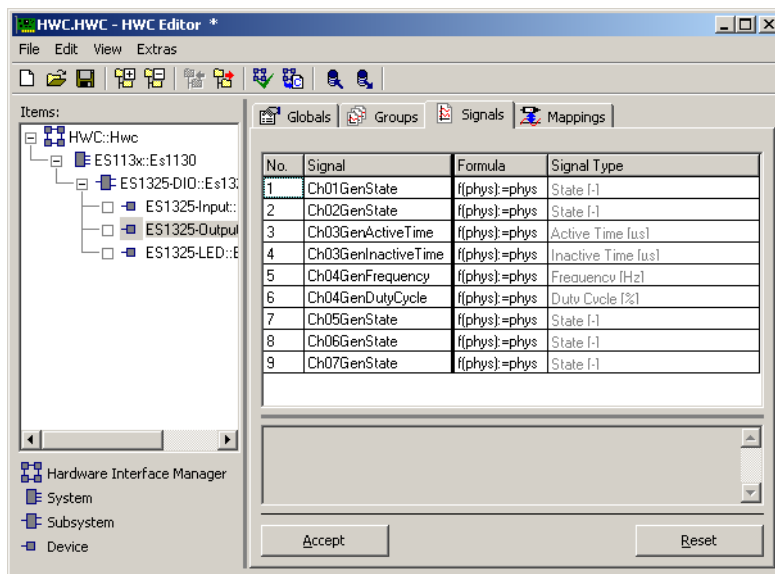 HWC.HWC - HWC Editor *
File Edit View Extras
Items:
HWC::Hwc
ES113x::Es1130
ES1325-DIO::Es13
ES1325-Input::
ES1325-Output
ES1325-LED::E
Globals Groups Signals Mappings
No. Signal Formula Signal Type
1 Ch01GenState f(phys):=phys State [-]
2 Ch02GenState f(phys):=phys State [-]
3 Ch03GenActiveTime f(phys):=phys Active Time [us]
4 Ch03GenInactiveTime f(phys):=phys Inactive Time [us]
5 Ch04GenFrequency f(phys):=phys Frequency [Hz]
6 Ch04GenDutyCycle f(phys):=phys Duty Cycle [%]
7 Ch05GenState f(phys):=phys State [-]
8 Ch06GenState f(phys):=phys State [-]
9 Ch07GenState f(phys):=phys State [-]
Hardware Interface Manager
System
Subsystem
Device
Accept Reset